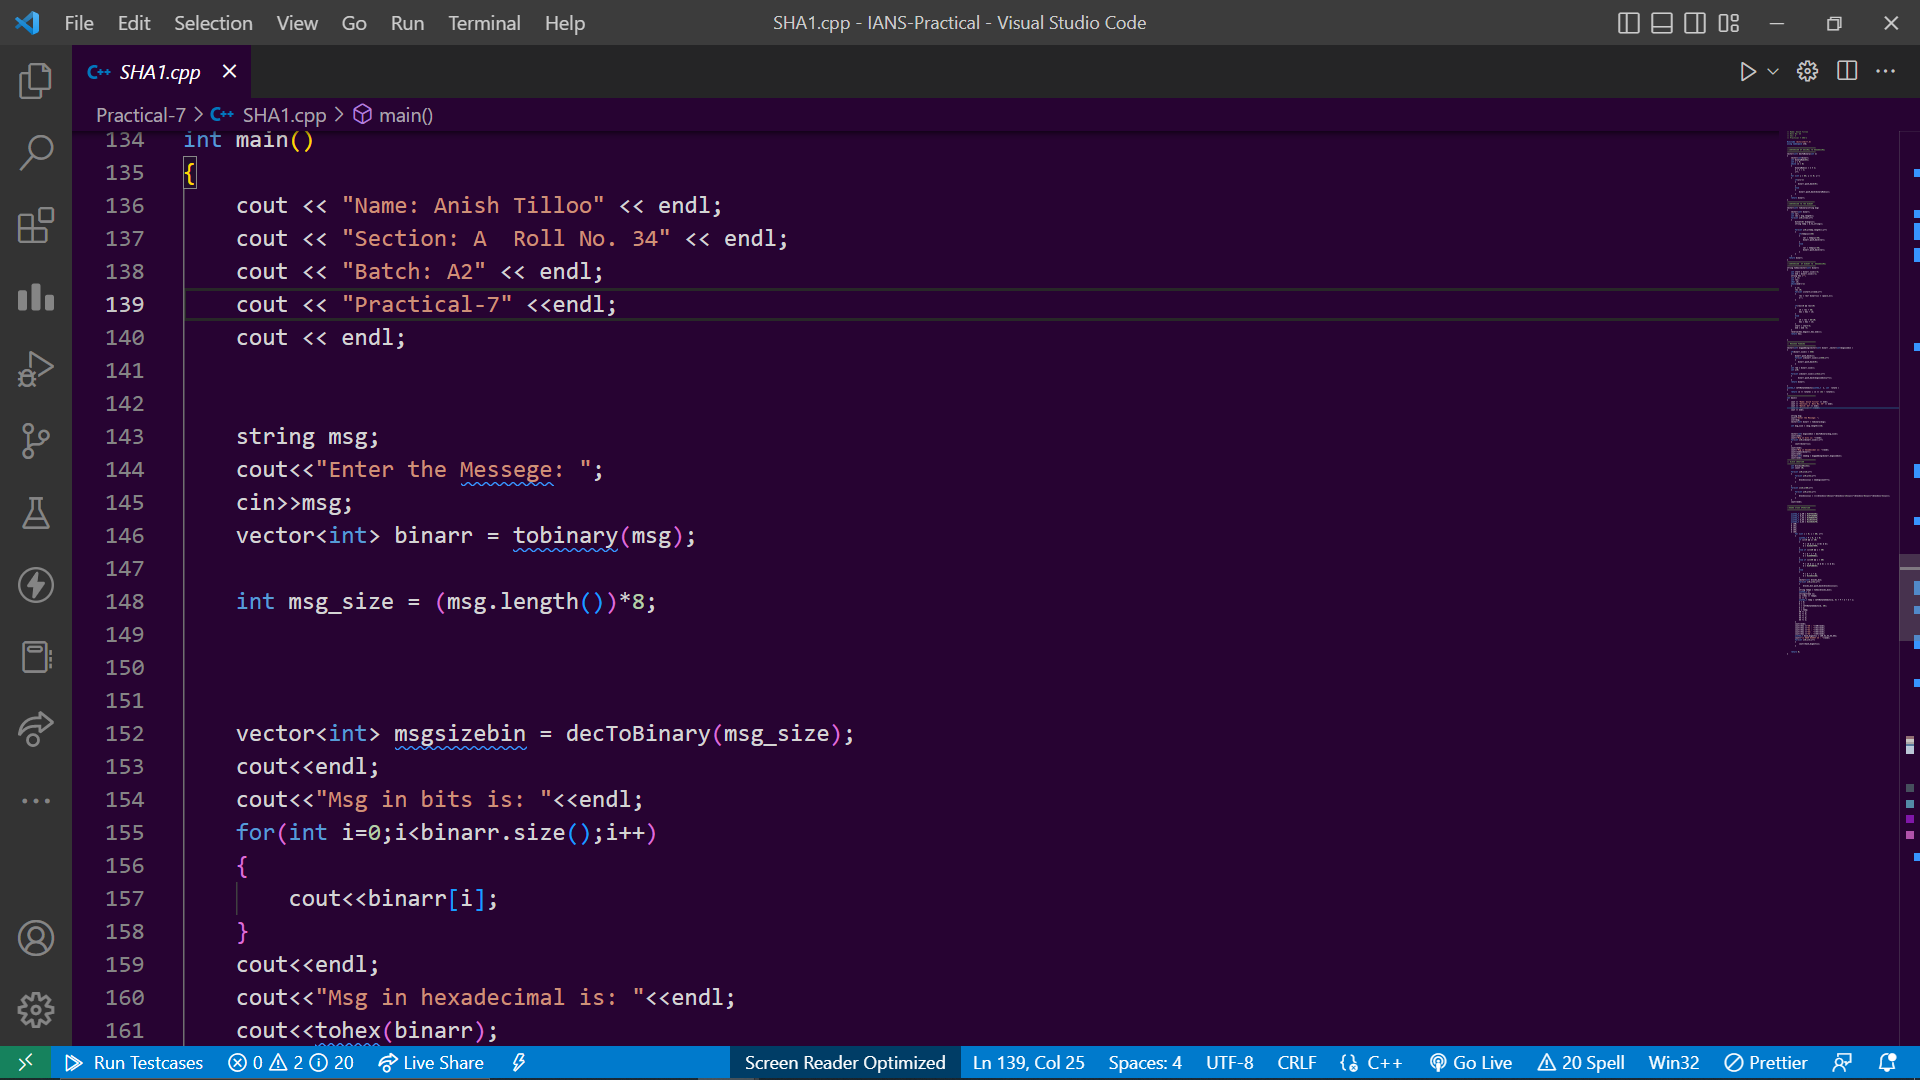 File Edit Selection View Go Run Terminal Help SHA1.cpp - IANS-Practical - Visual Studio Code
C++ SHA1.cpp
Practical-7 > C++ SHA1.cpp > main()
134 int main()
135 {
136 cout << "Name: Anish Tilloo" << endl;
137 cout << "Section: A  Roll No. 34" << endl;
138 cout << "Batch: A2" << endl;
139 cout << "Practical-7" <<endl;
140 cout << endl;
141
142
143 string msg;
144 cout<<"Enter the Messege: ";
145 cin>>msg;
146 vector<int> binarr = tobinary(msg);
147
148 int msg_size = (msg.length())*8;
149
150
151
152 vector<int> msgsizebin = decToBinary(msg_size);
153 cout<<endl;
154 cout<<"Msg in bits is: "<<endl;
155 for(int i=0;i<binarr.size();i++)
156 {
157 cout<<binarr[i];
158 }
159 cout<<endl;
160 cout<<"Msg in hexadecimal is: "<<endl;
161 cout<<tohex(binarr);
Run Testcases 0 2 20 Live Share Screen Reader Optimized Ln 139, Col 25 Spaces: 4 UTF-8 CRLF {} C++ Go Live 20 Spell Win32 Prettier